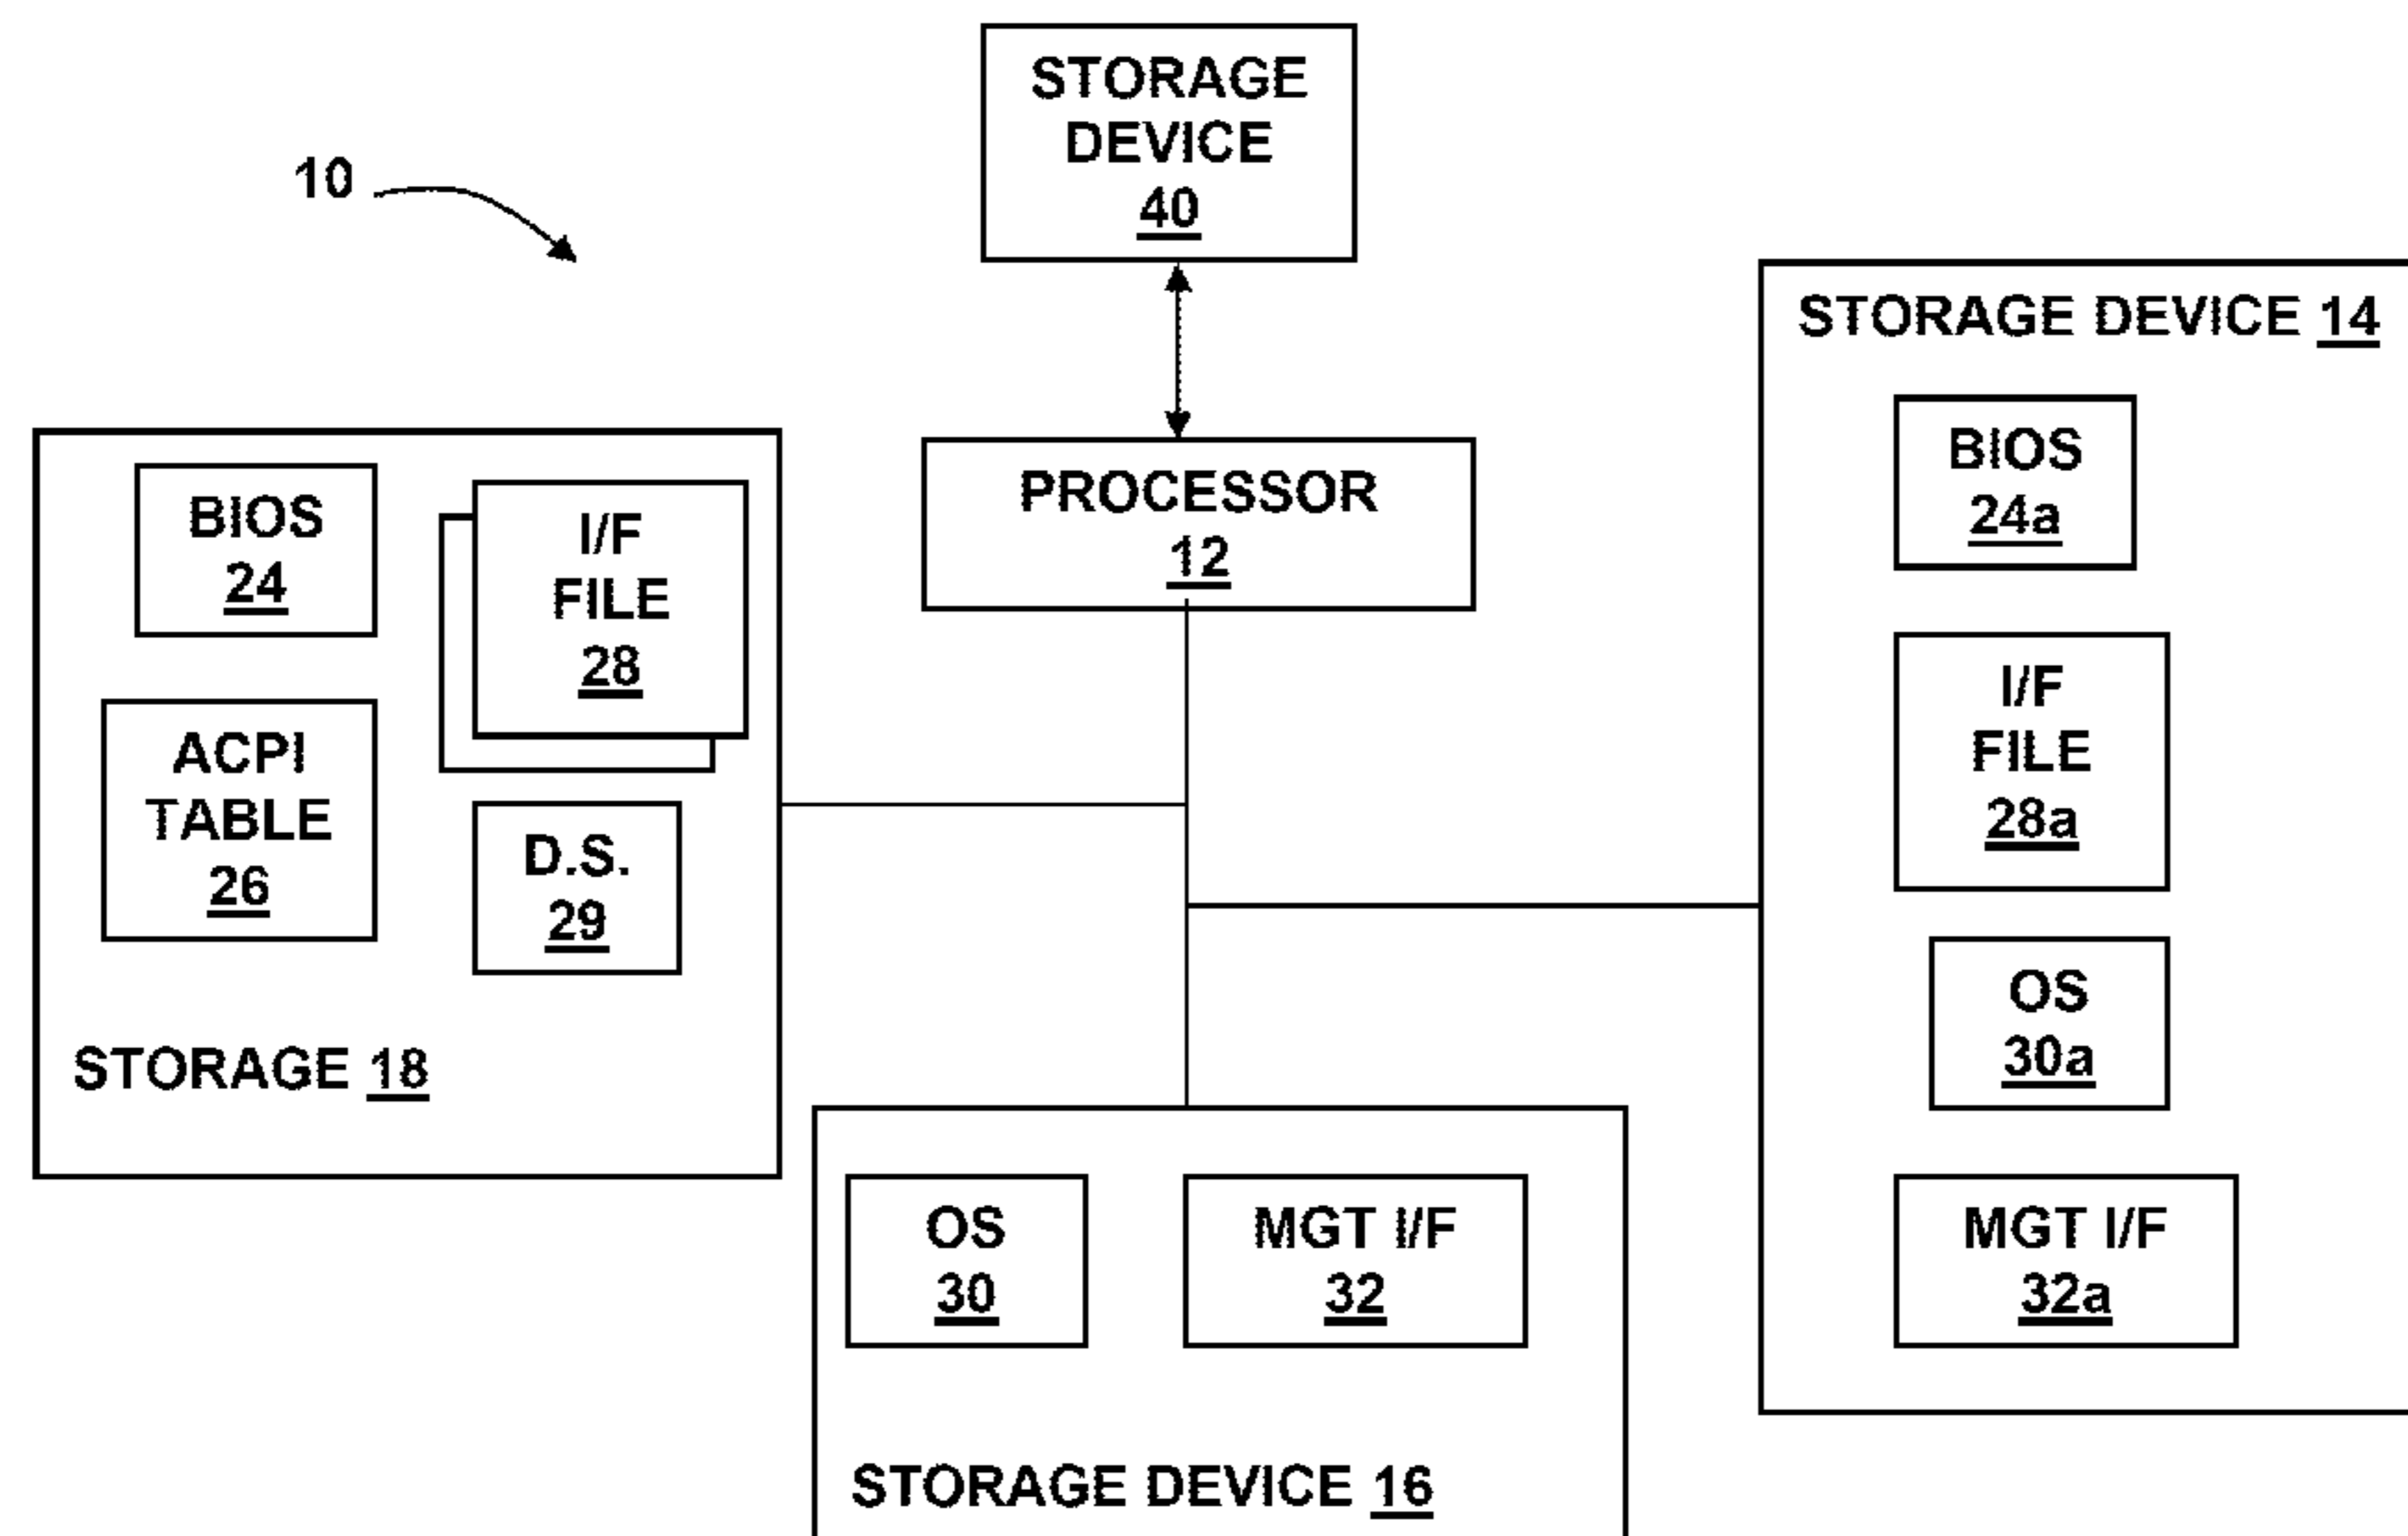 STORAGE
DEVICE
40
10
STORAGE DEVICE 14
BIOS
24
I/F
FILE
28
PROCESSOR
12
BIOS
24a
ACPI
TABLE
26
D.S.
29
I/F
FILE
28a
STORAGE 18
OS
30a
OS
30
MGT I/F
32
MGT I/F
32a
STORAGE DEVICE 16